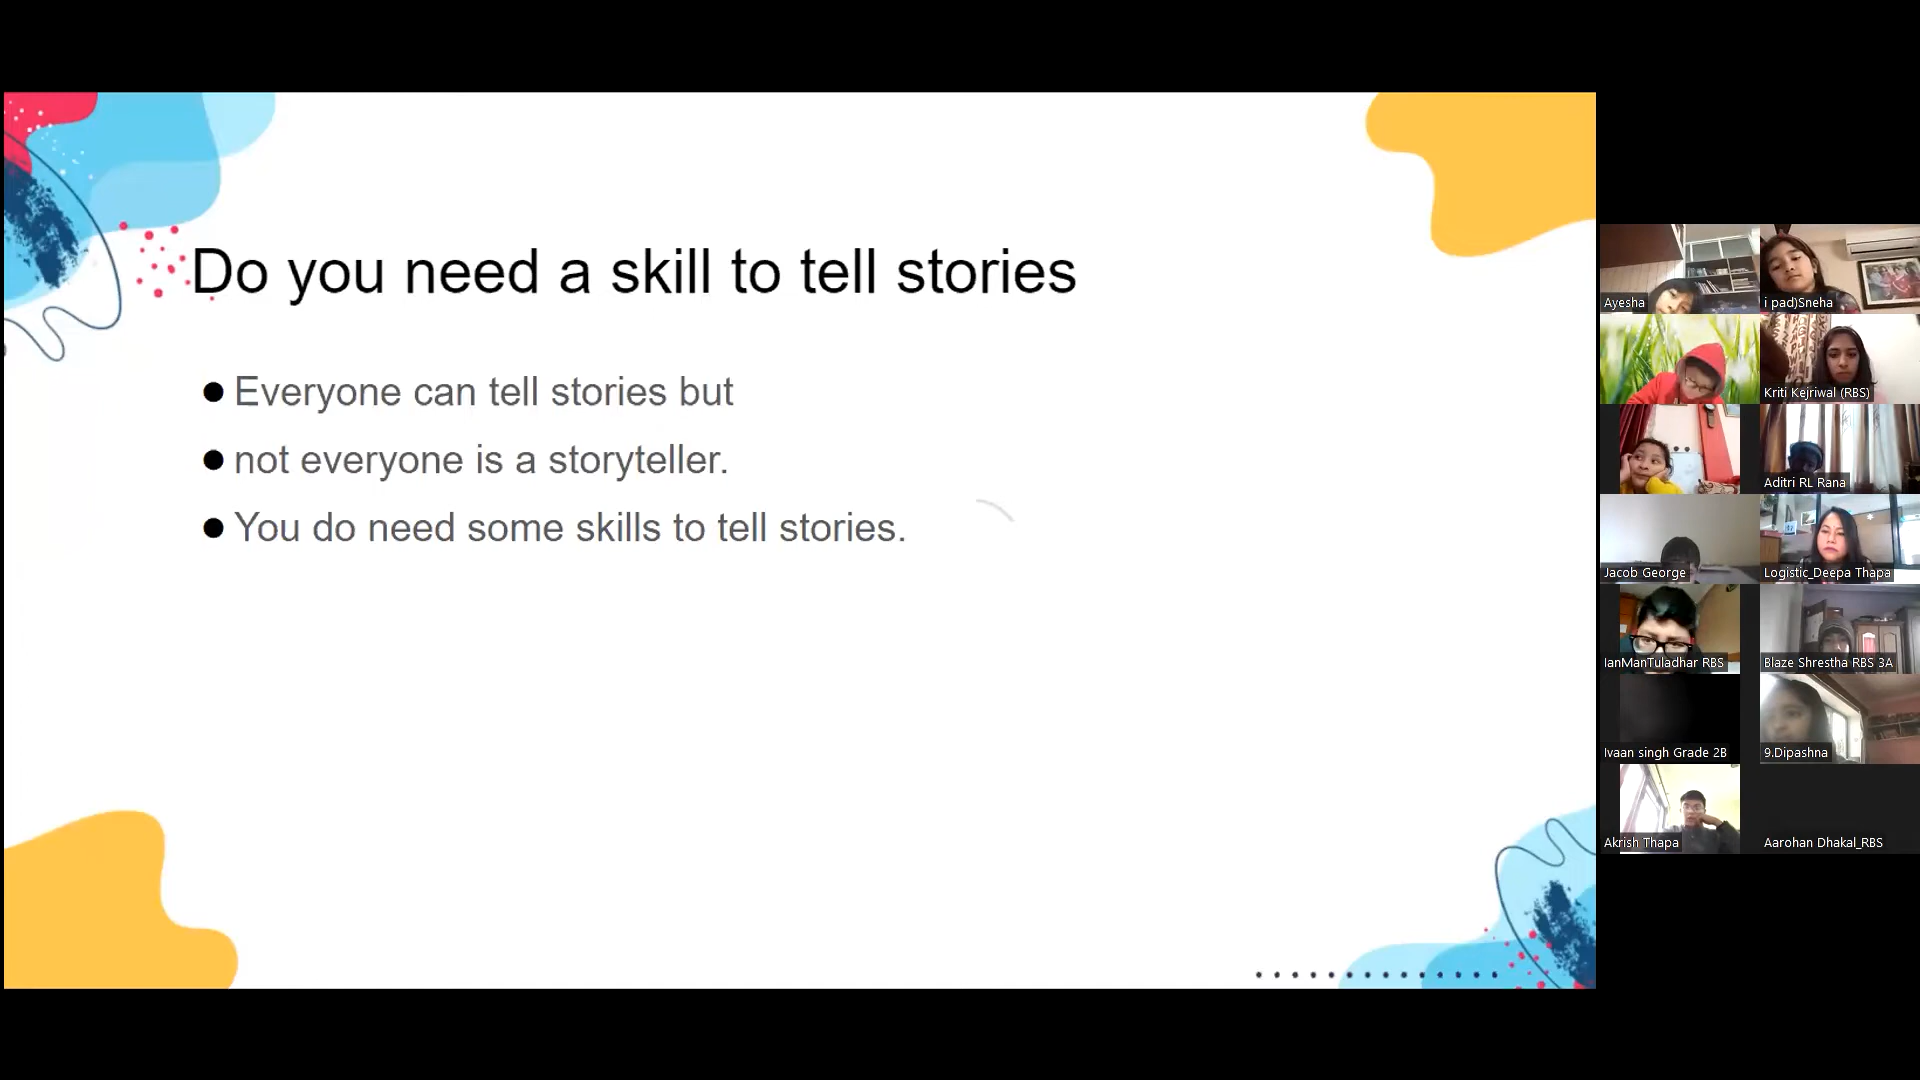 Do you need a skill to tell stories
Everyone can tell stories but
not everyone is a storyteller.
You do need some skills to tell stories.
Ayesha
i pad)Sneha
Kriti Kejriwal (RBS)
Aditri RL Rana
Jacob George
Logistic_Deepa Thapa
IanManTuladhar RBS
Blaze Shrestha RBS 3A
Ivaan singh Grade 2B
9.Dipashna
Akrish Thapa
Aarohan Dhakal_RBS